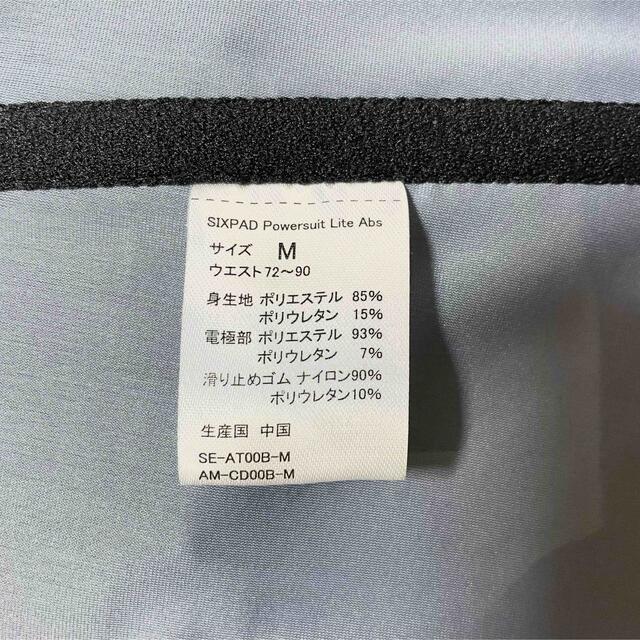 SIXPAD Powersuit Lite Abs
サイズ M
ウエスト72～90
身生地 ポリエステル 85%
ポリウレタン 15%
電極部 ポリエステル 93%
ポリウレタン 7%
滑り止めゴム ナイロン90%
ポリウレタン10%
生産国 中国
SE-AT00B-M
AM-CD00B-M